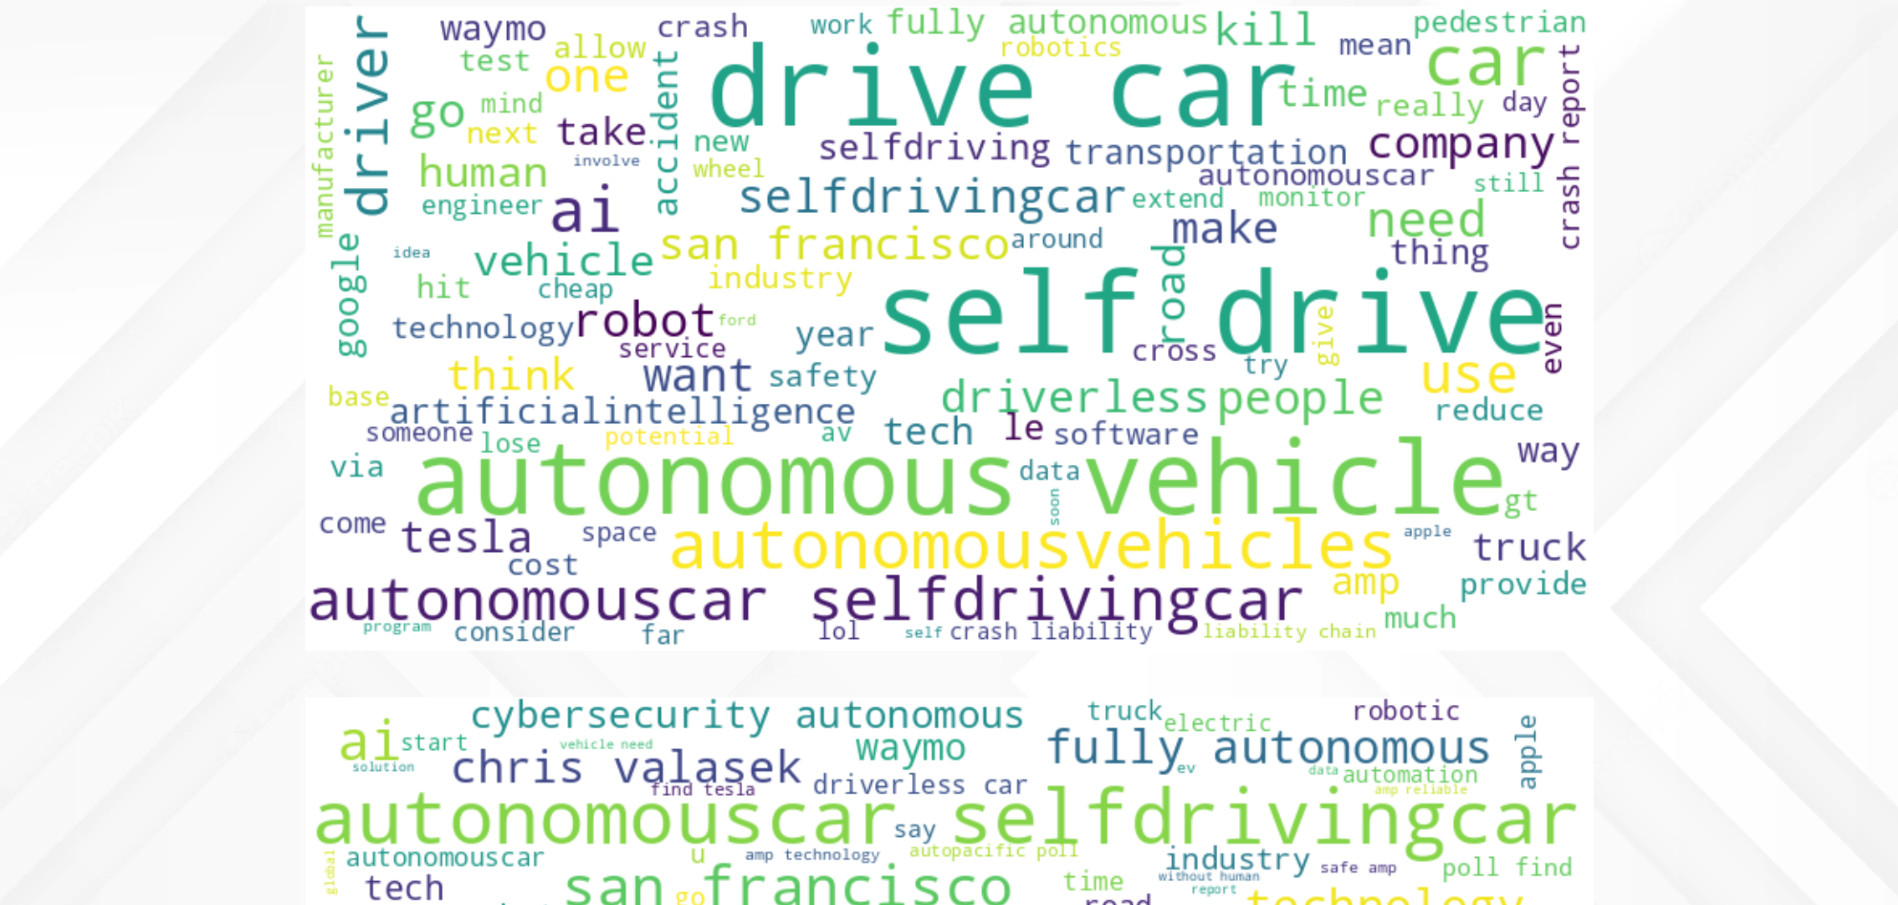 waymo crash work fully autonomous kill pedestrian
driver test allow robotics mean
manufacturer one accident drive car car crash report
go mind time really day
next take new selfdriving transportation company
human involve wheel autonomouscar still
engineer ai selfdrivingcar extend monitor need
google idea vehicle san francisco around make thing
hit cheap industry self drive road
technology robot ford year give even
service cross try
think want safety driverless people use
base artificialintelligence reduce
someone lose potential av tech le software way
via autonomous vehicle data gt
come tesla space soon apple truck
cost autonomousvehicles amp provide
autonomouscar selfdrivingcar much
program consider far lol self crash liability liability chain
cybersecurity autonomous truck electric robotic
ai start vehicle need waymo fully autonomous apple
solution chris valasek ev data automation
find tesla driverless car amp reliable
autonomouscar selfdrivingcar
say
global autonomouscar u amp technology autopacific poll industry safe amp poll find
tech san francisco go time without human
report
road technology